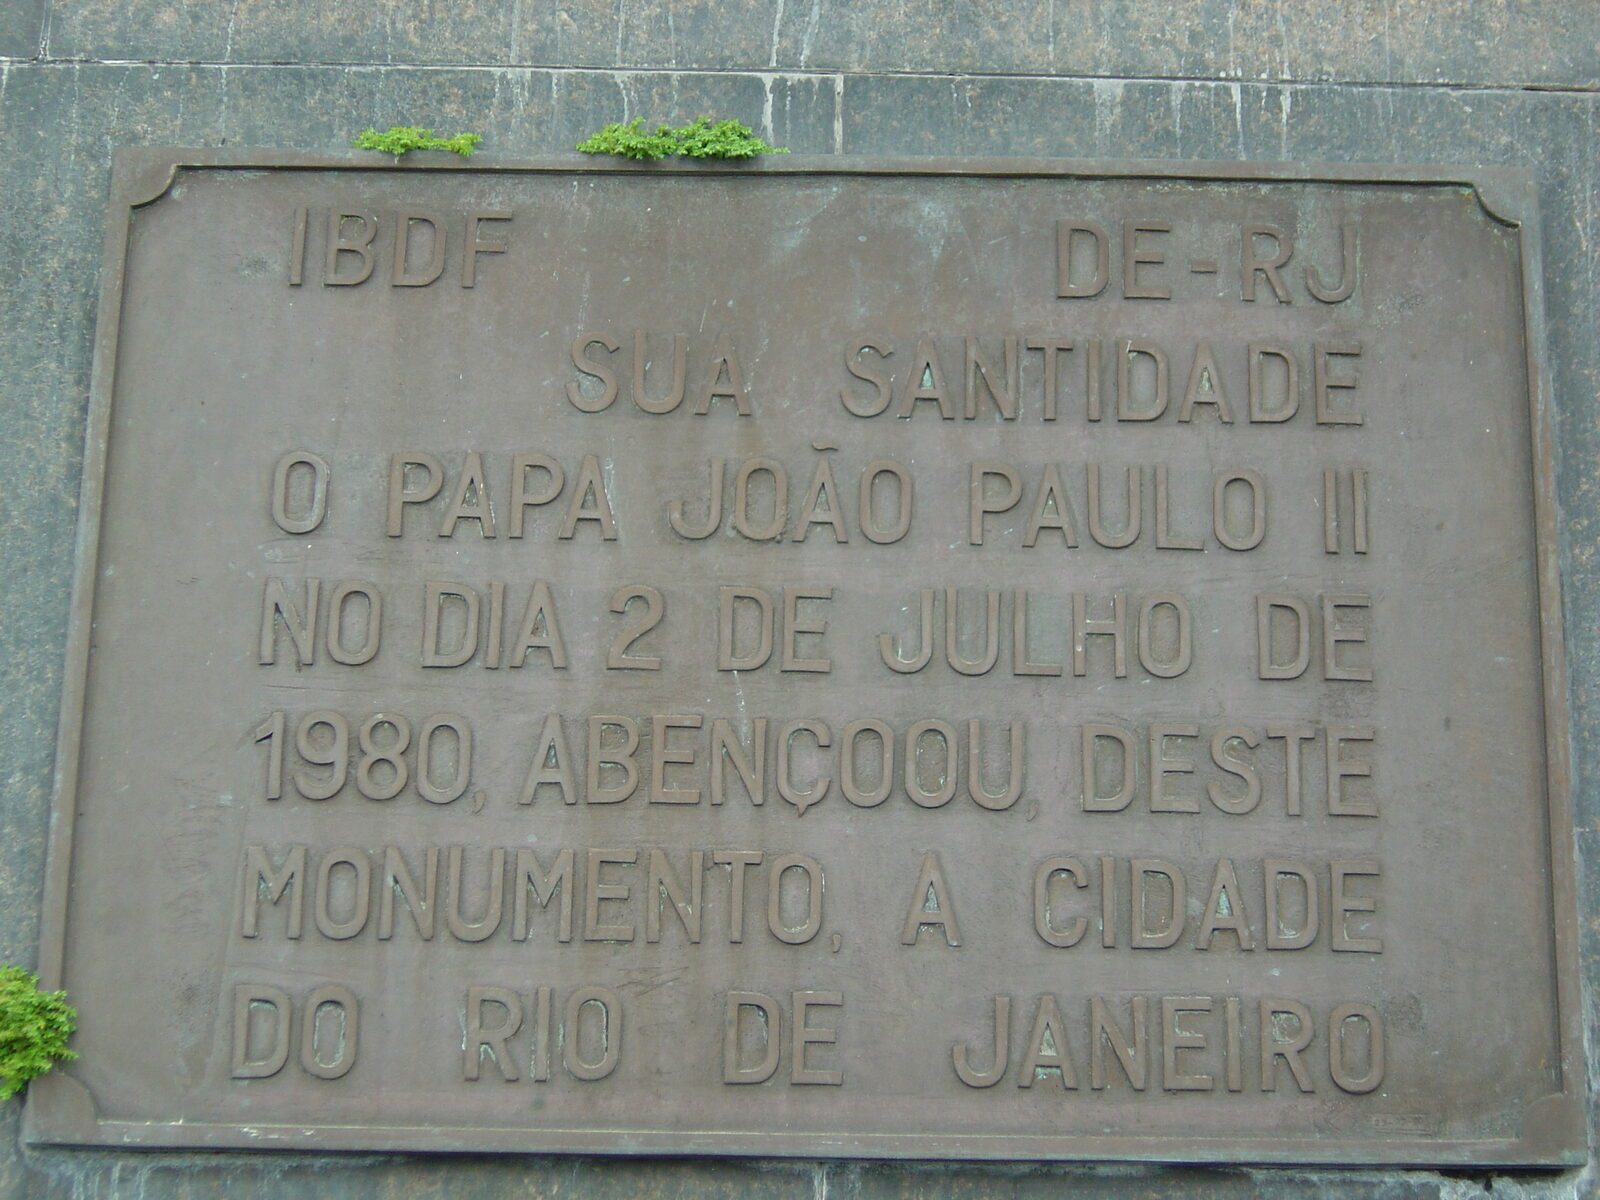 IBDF DE-RJ
SUA SANTIDADE
O PAPA JOÃO PAULO II
NO DIA 2 DE JULHO DE
1980, ABENÇOOU, DESTE
MONUMENTO, A CIDADE
DO RIO DE JANEIRO